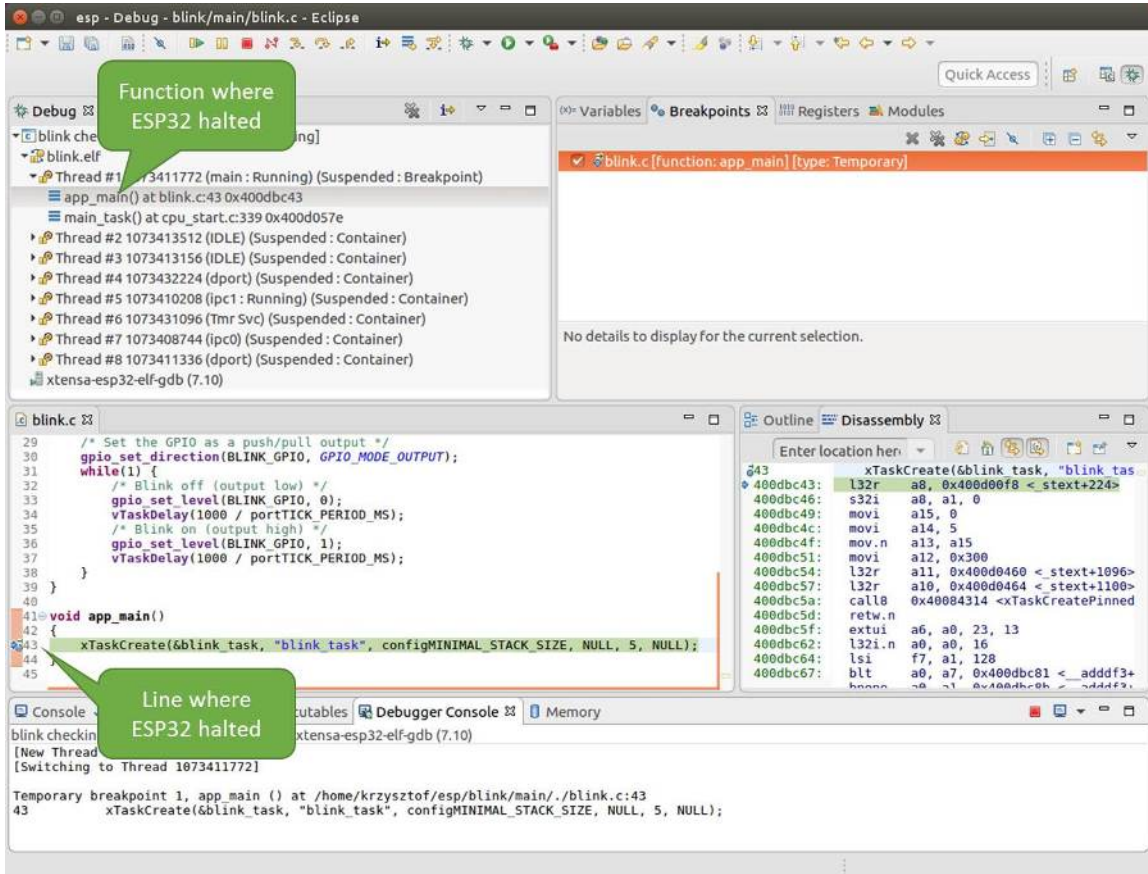 esp - Debug - blink/main/blink.c - Eclipse
Quick Access
Function where
ESP32 halted
Debug
blink che ing]
blink.elf
Thread #1 1073411772 (main : Running) (Suspended : Breakpoint)
app_main() at blink.c:43 0x400dbc43
main_task() at cpu_start.c:339 0x400d057e
Thread #2 1073413512 (IDLE) (Suspended : Container)
Thread #3 1073413156 (IDLE) (Suspended : Container)
Thread #4 1073432224 (dport) (Suspended : Container)
Thread #5 1073410208 (ipc1 : Running) (Suspended : Container)
Thread #6 1073431096 (Tmr Svc) (Suspended : Container)
Thread #7 1073408744 (ipc0) (Suspended : Container)
Thread #8 1073411336 (dport) (Suspended : Container)
xtensa-esp32-elf-gdb (7.10)
(x)= Variables Breakpoints Registers Modules
blink.c [function: app_main] [type: Temporary]
No details to display for the current selection.
blink.c
29 /* Set the GPIO as a push/pull output */
30 gpio_set_direction(BLINK_GPIO, GPIO_MODE_OUTPUT);
31 while(1) {
32 /* Blink off (output low) */
33 gpio_set_level(BLINK_GPIO, 0);
34 vTaskDelay(1000 / portTICK_PERIOD_MS);
35 /* Blink on (output high) */
36 gpio_set_level(BLINK_GPIO, 1);
37 vTaskDelay(1000 / portTICK_PERIOD_MS);
38 }
39 }
40
41 void app_main()
42 {
43 xTaskCreate(&blink_task, "blink_task", configMINIMAL_STACK_SIZE, NULL, 5, NULL);
44 }
45
Line where
ESP32 halted
Outline Disassembly
Enter location her
43 xTaskCreate(&blink_task, "blink_tas
400dbc43: l32r a8, 0x400d00f8 <_stext+224>
400dbc46: s32i a8, a1, 0
400dbc49: movi a15, 0
400dbc4c: movi a14, 5
400dbc4f: mov.n a13, a15
400dbc51: movi a12, 0x300
400dbc54: l32r a11, 0x400d0460 <_stext+1096>
400dbc57: l32r a10, 0x400d0464 <_stext+1100>
400dbc5a: call8 0x40084314 <xTaskCreatePinned
400dbc5d: retw.n
400dbc5f: extui a6, a0, 23, 13
400dbc62: l32i.n a0, a0, 16
400dbc64: lsi f7, a1, 128
400dbc67: blt a0, a7, 0x400dbc81 <__adddf3+
Console cutables Debugger Console Memory
blink checkin xtensa-esp32-elf-gdb (7.10)
[New Thread
[Switching to Thread 1073411772]
Temporary breakpoint 1, app_main () at /home/krzysztof/esp/blink/main/./blink.c:43
43 xTaskCreate(&blink_task, "blink_task", configMINIMAL_STACK_SIZE, NULL, 5, NULL);